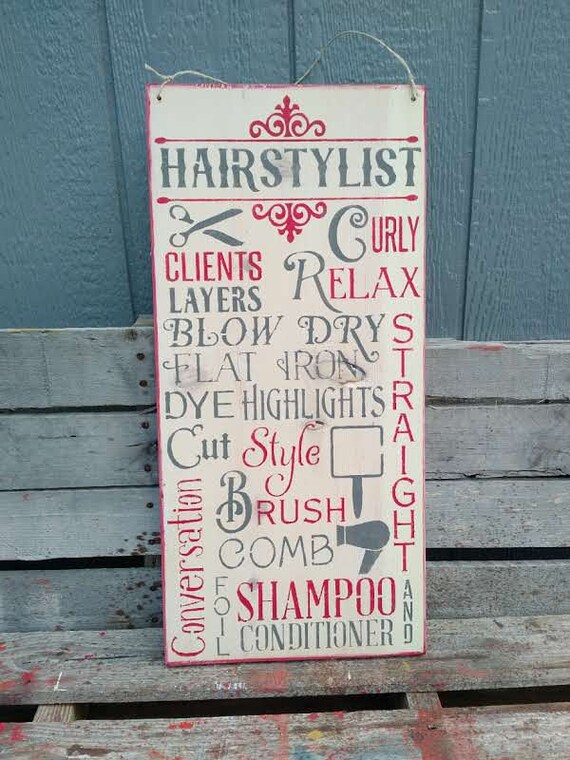 HAIRSTYLIST
CURLY
CLIENTS
RELAX
LAYERS
BLOW DRY
STRAIGHT
FLAT IRON
DYE HIGHLIGHTS
Cut Style
BRUSH
Conversation
COMB
FOIL
SHAMPOO
AND
CONDITIONER